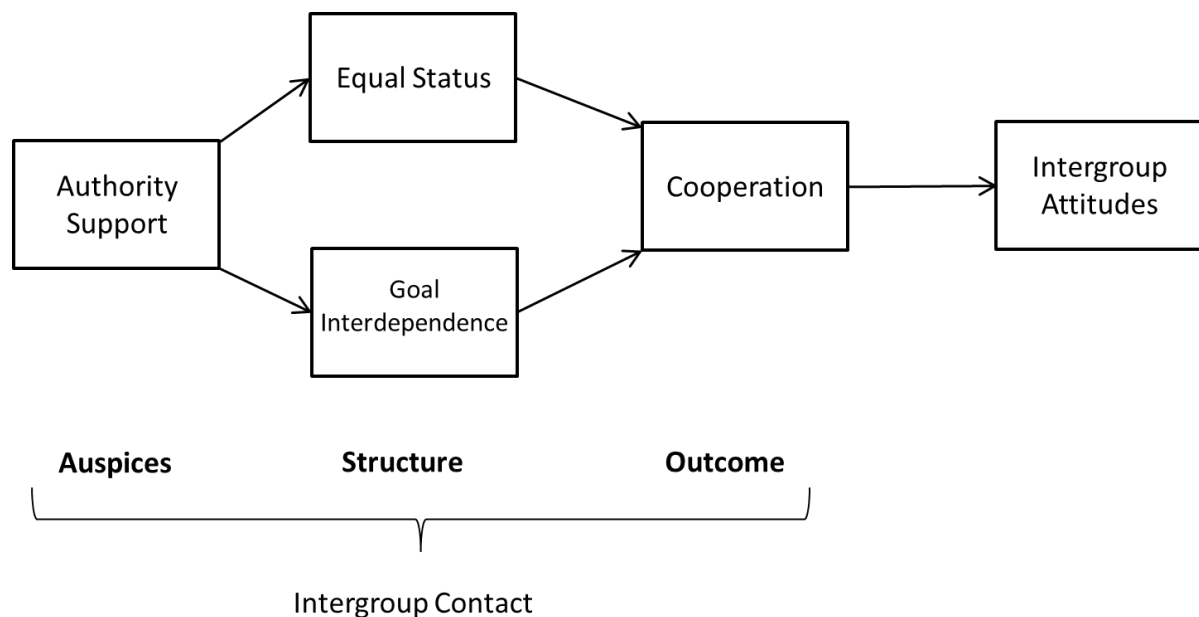 Equal Status
Authority
Support
Cooperation
Intergroup
Attitudes
Goal
Interdependence
Auspices
Structure
Outcome
Intergroup Contact